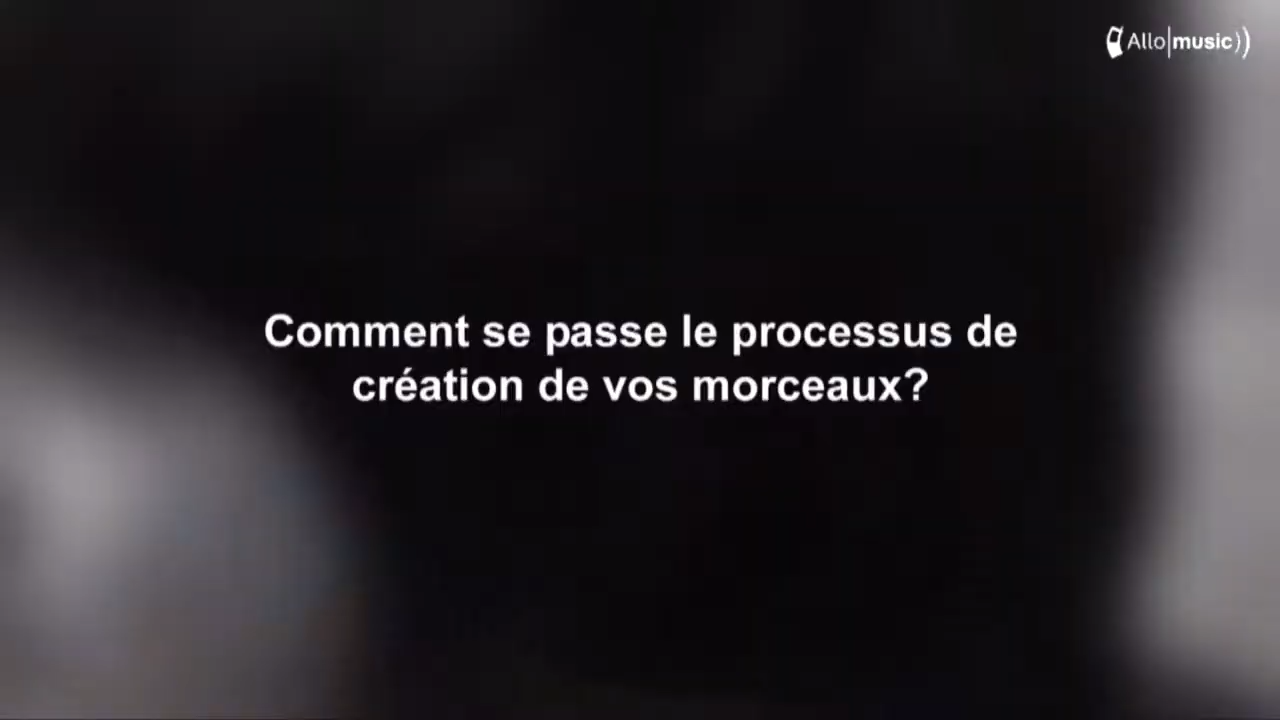 Allo|music
Comment se passe le processus de
création de vos morceaux?